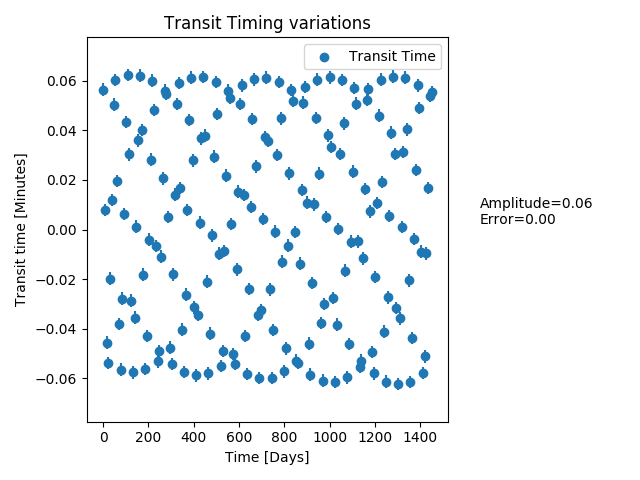 Transit Timing variations
Transit Time
0.06
0.04
0.02
0.00
−0.02
−0.04
−0.06
Transit time [Minutes]
0 200 400 600 800 1000 1200 1400
Time [Days]
Amplitude=0.06
Error=0.00